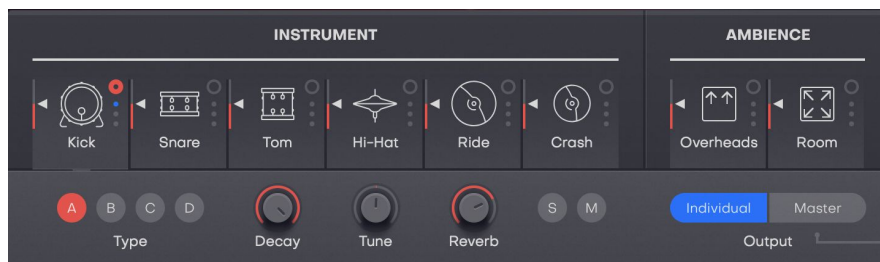 INSTRUMENT AMBIENCE
Kick Snare Tom Hi-Hat Ride Crash Overheads Room
A B C D S M Individual Master
Type Decay Tune Reverb Output